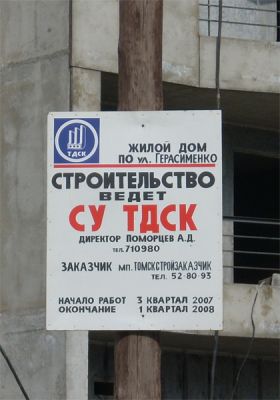 ТДСК
ЖИЛОЙ ДОМ
ПО ул. ГЕРАСИМЕНКО
СТРОИТЕЛЬСТВО
ВЕДЕТ
СУ ТДСК
ДИРЕКТОР ПОМОРЦЕВ А.Д.
ТЕЛ. 710980
ЗАКАЗЧИК МП. ТОМСКСТРОЙЗАКАЗЧИК
ТЕЛ. 52-80-93
НАЧАЛО РАБОТ 3 КВАРТАЛ 2007
ОКОНЧАНИЕ 1 КВАРТАЛ 2008